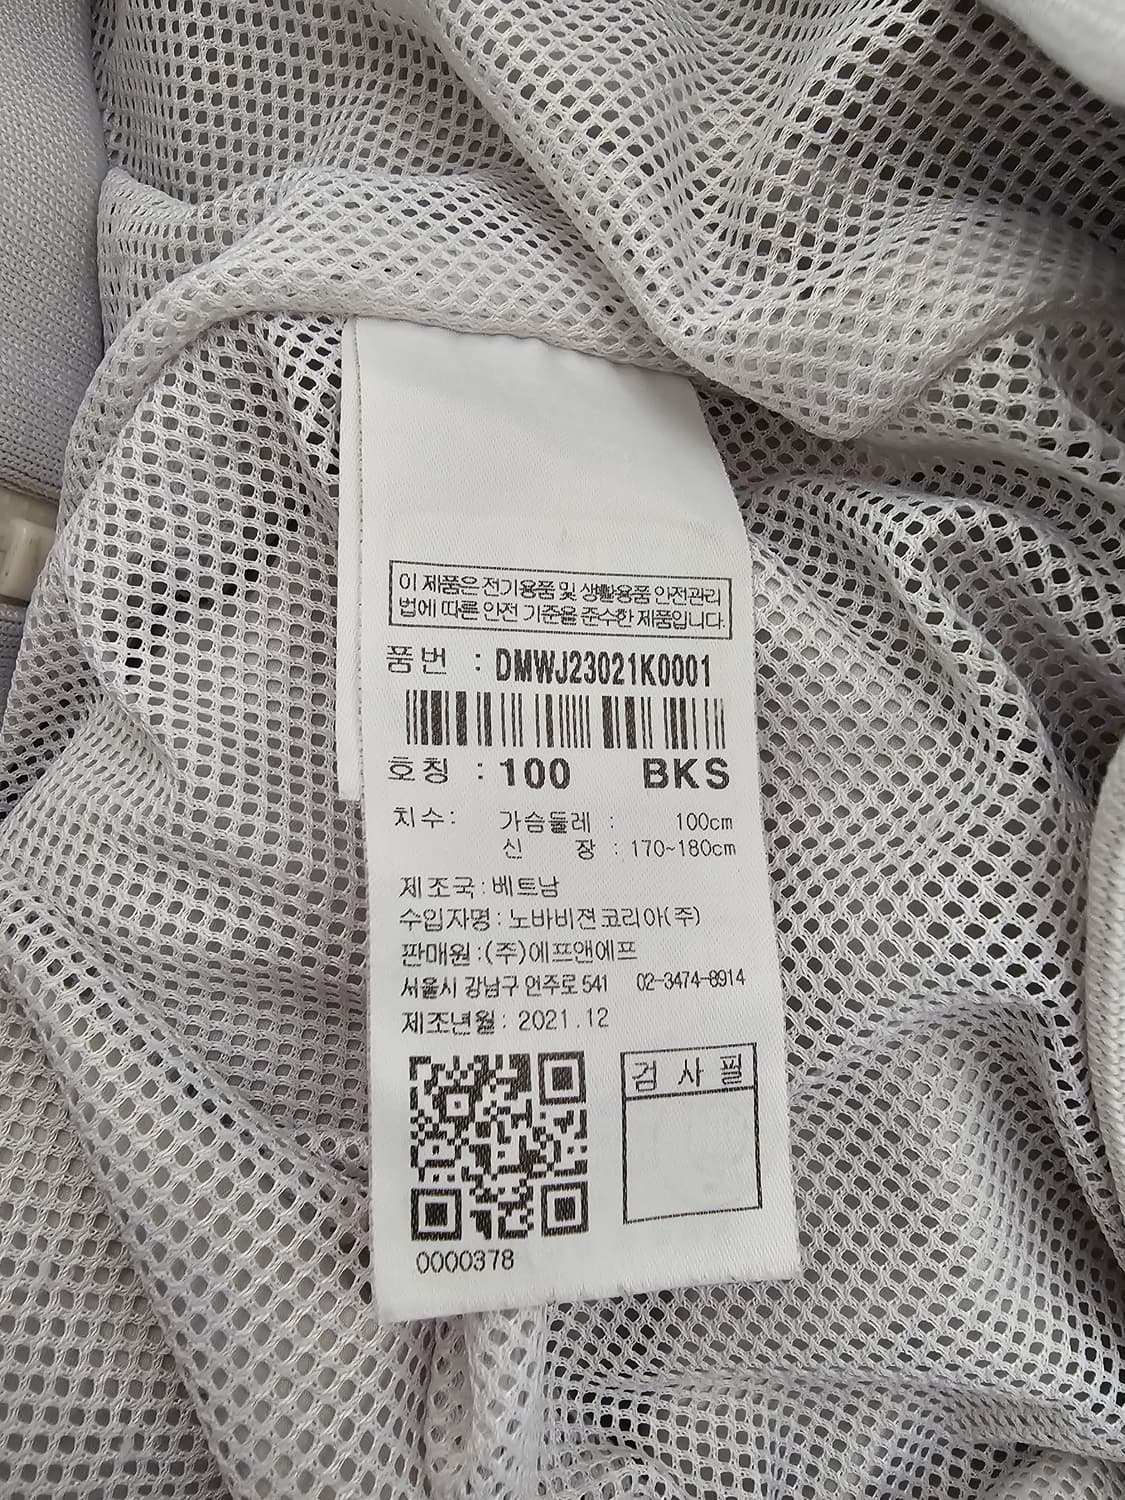 이 제품은 전기용품 및 생활용품 안전관리
법에 따른 안전 기준을 준수한 제품입니다.
품번 : DMWJ23021K0001
호칭 : 100 BKS
치수: 가슴둘레 : 100cm
신 장 : 170~180cm
제조국:베트남
수입자명:노바비젼코리아(주)
판매원:(주)에프앤에프
서울시 강남구 언주로 541 02-3474-8914
제조년월: 2021.12
검사필
0000378